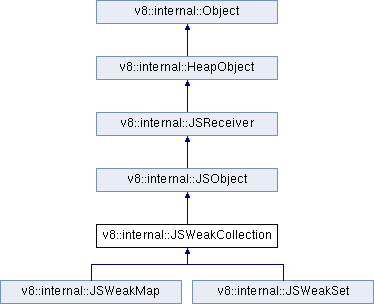 v8::internal::Object
v8::internal::HeapObject
v8::internal::JSReceiver
v8::internal::JSObject
v8::internal::JSWeakCollection
v8::internal::JSWeakMap
v8::internal::JSWeakSet